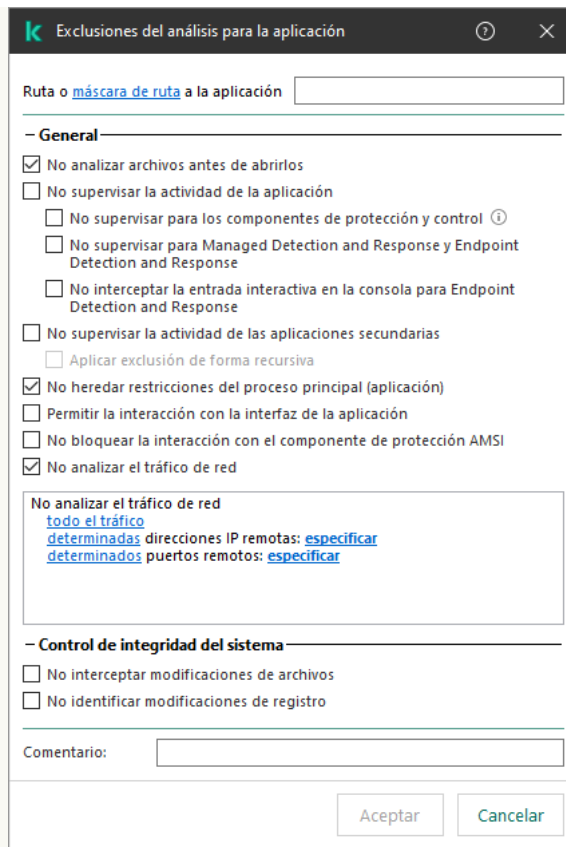 Exclusiones del análisis para la aplicación
Ruta o máscara de ruta a la aplicación
General
No analizar archivos antes de abrirlos
No supervisar la actividad de la aplicación
No supervisar para los componentes de protección y control
No supervisar para Managed Detection and Response y Endpoint
Detection and Response
No interceptar la entrada interactiva en la consola para Endpoint
Detection and Response
No supervisar la actividad de las aplicaciones secundarias
Aplicar exclusión de forma recursiva
No heredar restricciones del proceso principal (aplicación)
Permitir la interacción con la interfaz de la aplicación
No bloquear la interacción con el componente de protección AMSI
No analizar el tráfico de red
No analizar el tráfico de red
todo el tráfico
determinadas direcciones IP remotas: especificar
determinados puertos remotos: especificar
Control de integridad del sistema
No interceptar modificaciones de archivos
No identificar modificaciones de registro
Comentario:
Aceptar Cancelar